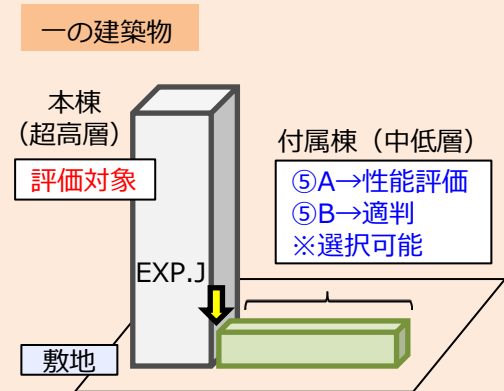 一の建築物
本棟
（超高層）
評価対象
付属棟（中低層）
⑤A→性能評価
⑤B→適判
※選択可能
EXP.J
敷地